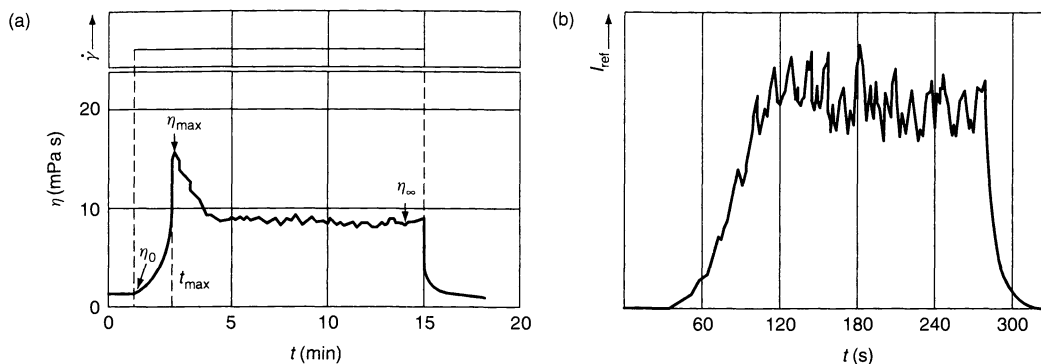 (a)
γ̇
20
η_max
η (mPa s)
10
η_∞
η_0
t_max
0
0 5 10 15 20
t (min)
(b)
I_ref
60 120 180 240 300
t (s)